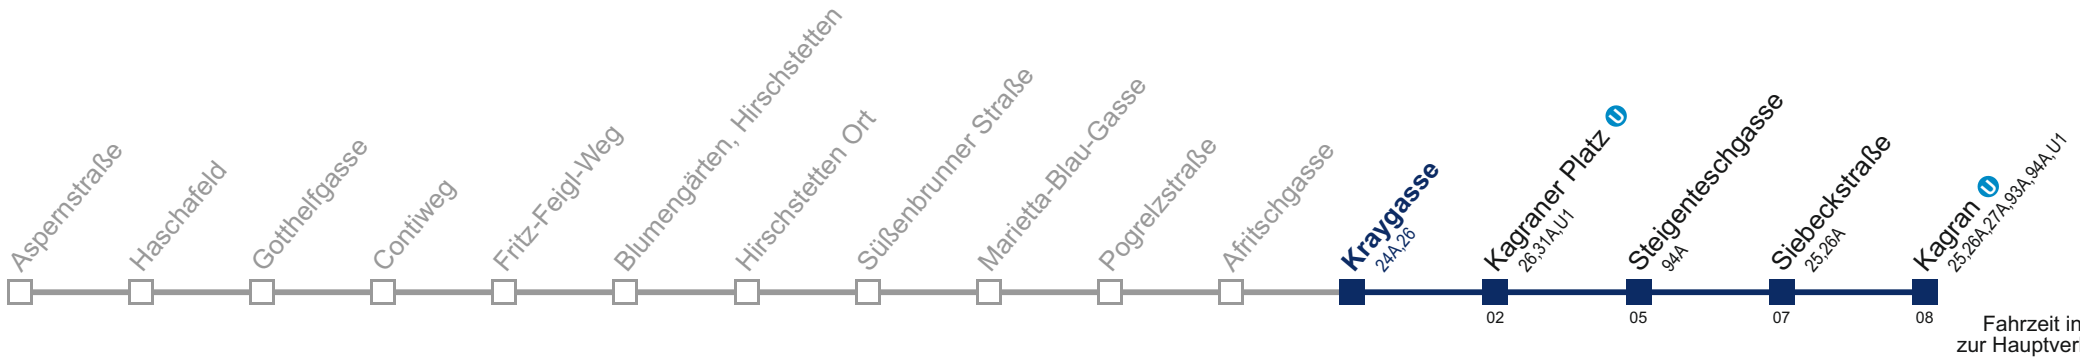 Aspernstraße
Haschafeld
Gotthelfgasse
Contiweg
Fritz-Feigl-Weg
Blumengärten, Hirschstetten
Hirschstetten Ort
Süßenbrunner Straße
Marietta-Blau-Gasse
Pogrelzstraße
Afritschgasse
Kraygasse
24A,26
Kagraner Platz U
26,31A,U1
Steigenteschgasse
94A
Siebeckstraße
25,26A
Kagran U
25,26A,27A,93A,94A,U1
02
05
07
08
Fahrzeit in
zur Hauptverl